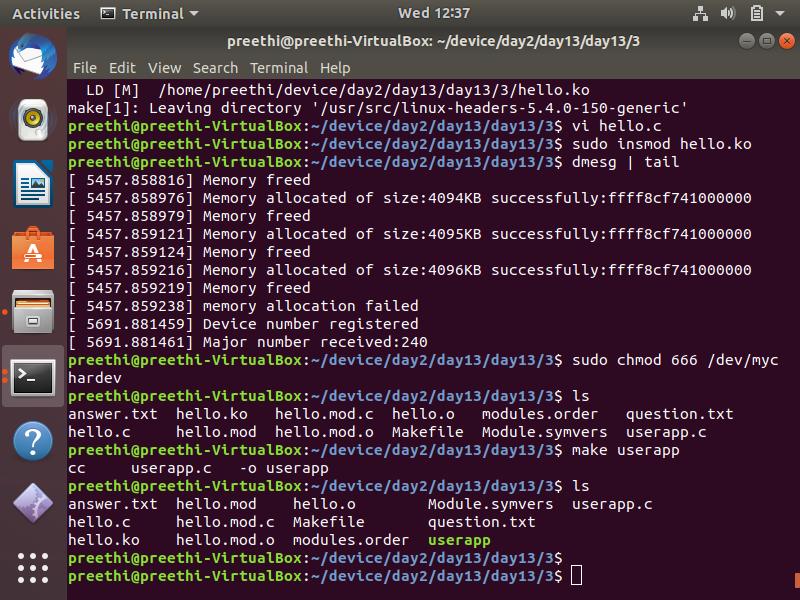 Activities Terminal Wed 12:37
preethi@preethi-VirtualBox: ~/device/day2/day13/day13/3
File Edit View Search Terminal Help
  LD [M]  /home/preethi/device/day2/day13/day13/3/hello.ko
make[1]: Leaving directory '/usr/src/linux-headers-5.4.0-150-generic'
preethi@preethi-VirtualBox:~/device/day2/day13/day13/3$ vi hello.c
preethi@preethi-VirtualBox:~/device/day2/day13/day13/3$ sudo insmod hello.ko
preethi@preethi-VirtualBox:~/device/day2/day13/day13/3$ dmesg | tail
[ 5457.858816] Memory freed
[ 5457.858976] Memory allocated of size:4094KB successfully:ffff8cf741000000
[ 5457.858979] Memory freed
[ 5457.859121] Memory allocated of size:4095KB successfully:ffff8cf741000000
[ 5457.859124] Memory freed
[ 5457.859216] Memory allocated of size:4096KB successfully:ffff8cf741000000
[ 5457.859219] Memory freed
[ 5457.859238] memory allocation failed
[ 5691.881459] Device number registered
[ 5691.881461] Major number received:240
preethi@preethi-VirtualBox:~/device/day2/day13/day13/3$ sudo chmod 666 /dev/myc
hardev
preethi@preethi-VirtualBox:~/device/day2/day13/day13/3$ ls
answer.txt  hello.ko   hello.mod.c  hello.o   modules.order   question.txt
hello.c     hello.mod  hello.mod.o  Makefile  Module.symvers  userapp.c
preethi@preethi-VirtualBox:~/device/day2/day13/day13/3$ make userapp
cc     userapp.c   -o userapp
preethi@preethi-VirtualBox:~/device/day2/day13/day13/3$ ls
answer.txt  hello.mod    hello.o        Module.symvers  userapp.c
hello.c     hello.mod.c  Makefile       question.txt
hello.ko    hello.mod.o  modules.order  userapp
preethi@preethi-VirtualBox:~/device/day2/day13/day13/3$
preethi@preethi-VirtualBox:~/device/day2/day13/day13/3$